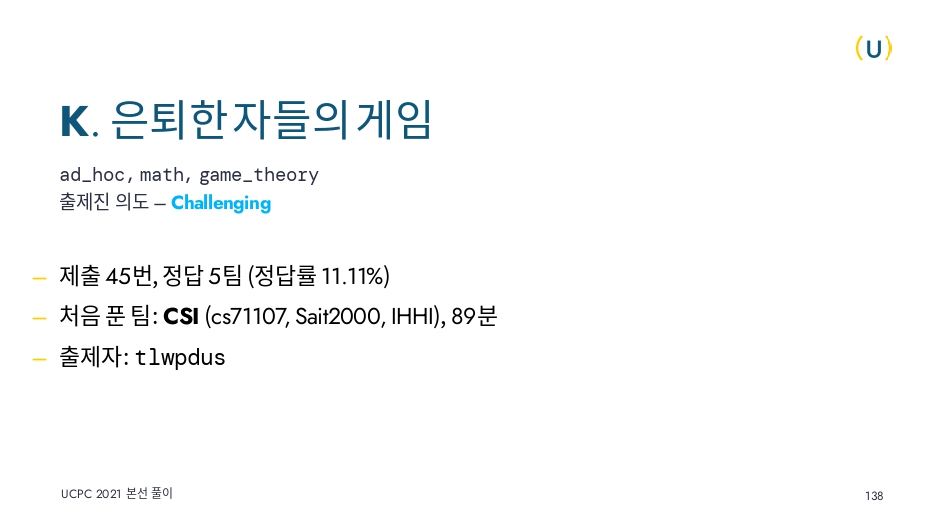 (U)
K. 은퇴한 자들의 게임
ad_hoc, math, game_theory
출제진 의도 – Challenging
– 제출 45번, 정답 5팀 (정답률 11.11%)
– 처음 푼 팀: CSI (cs71107, Sait2000, IHHI), 89분
– 출제자: tlwpdus
UCPC 2021 본선 풀이
138